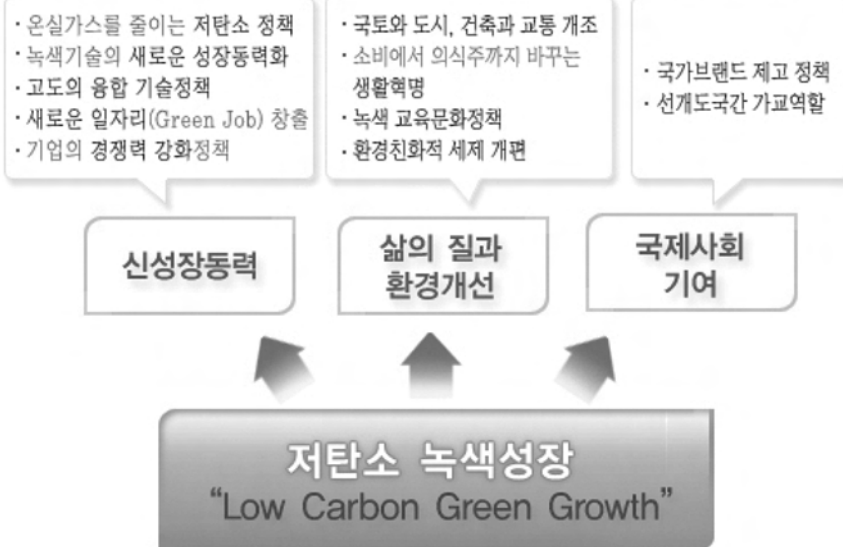 · 온실가스를 줄이는 저탄소 정책
· 녹색기술의 새로운 성장동력화
· 고도의 융합 기술정책
· 새로운 일자리(Green Job) 창출
· 기업의 경쟁력 강화정책
· 국토와 도시, 건축과 교통 개조
· 소비에서 의식주까지 바꾸는
생활혁명
· 녹색 교육문화정책
· 환경친화적 세제 개편
· 국가브랜드 제고 정책
· 선개도국간 가교역할
신성장동력
삶의 질과
환경개선
국제사회
기여
저탄소 녹색성장
“Low Carbon Green Growth”